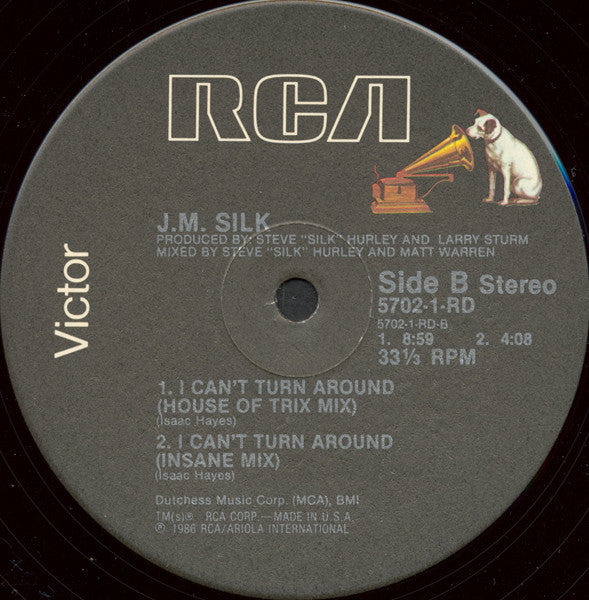 RCA
Victor
J.M. SILK
PRODUCED BY: STEVE "SILK" HURLEY AND LARRY STURM
MIXED BY STEVE "SILK" HURLEY AND MATT WARREN
Side B Stereo
5702-1-RD
5702-1-RD-B
1. 8:59 2. 4:08
33⅓ RPM
1. I CAN'T TURN AROUND
(HOUSE OF TRIX MIX)
(Isaac Hayes)
2. I CAN'T TURN AROUND
(INSANE MIX)
(Isaac Hayes)
Dutchess Music Corp. (MCA), BMI
TM(s)®. RCA CORP.—MADE IN U.S.A.
℗ 1986 RCA/ARIOLA INTERNATIONAL